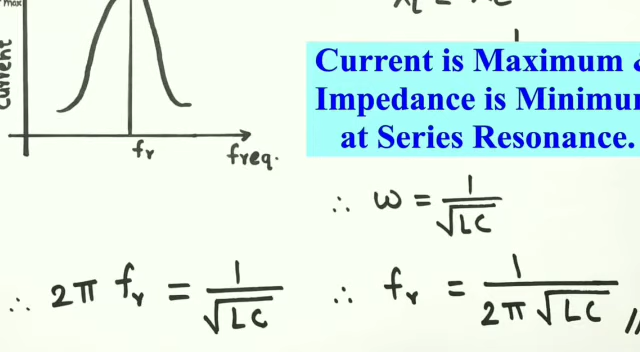 max
Current
fr
freq.
Current is Maximum &
Impedance is Minimum
at Series Resonance.
∴ ω = 1/√LC
∴ 2π fr = 1/√LC
∴ fr = 1/2π√LC //